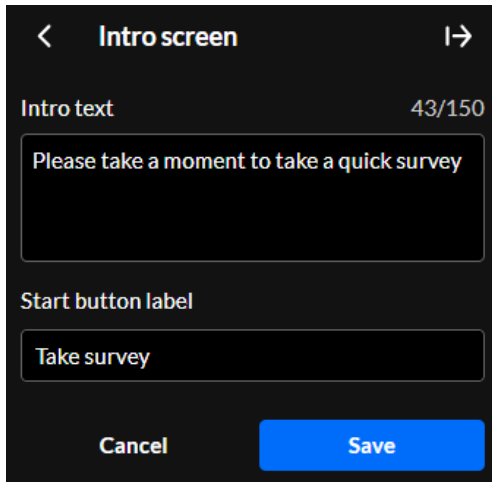 Intro screen
Intro text 43/150
Please take a moment to take a quick survey
Start button label
Take survey
Cancel Save